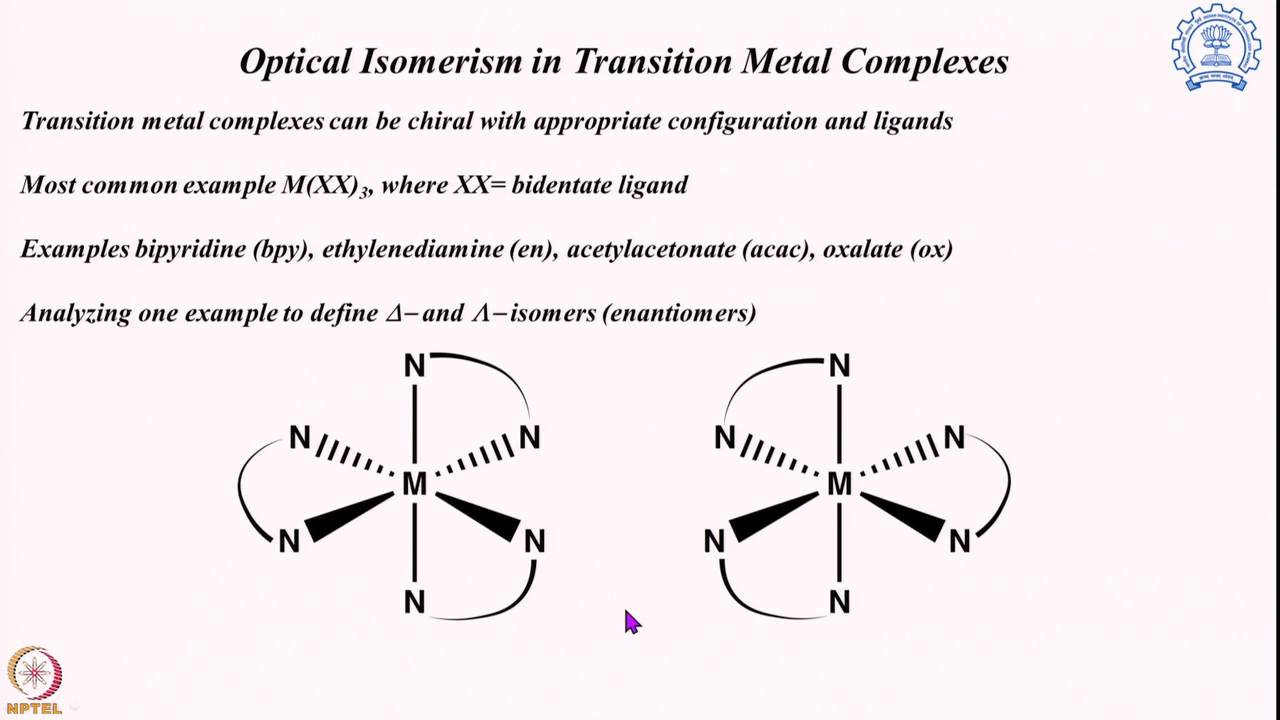 Optical Isomerism in Transition Metal Complexes
Transition metal complexes can be chiral with appropriate configuration and ligands
Most common example M(XX)₃, where XX= bidentate ligand
Examples bipyridine (bpy), ethylenediamine (en), acetylacetonate (acac), oxalate (ox)
Analyzing one example to define Δ− and Λ−isomers (enantiomers)
N N
N N N N
M M
N N N N
N N
NPTEL